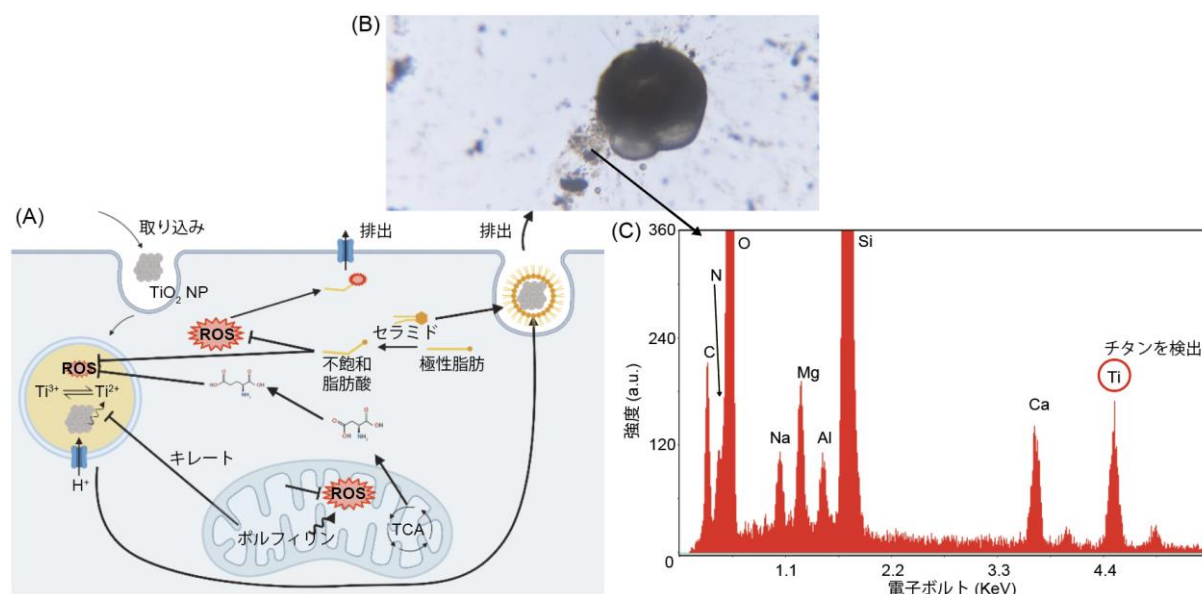 (B)
(A)
取り込み
TiO2 NP
排出
排出
ROS
セラミド
不飽和
脂肪酸
極性脂肪
ROS
Ti3+
Ti2+
キレート
H+
ROS
ポルフィリン
TCA
COOH
HOOC
NH2
(C)
360
O
Si
N
C
240
チタンを検出
Mg
Ti
Ca
Na
Al
強度 (a.u.)
120
0
1.1
2.2
3.3
4.4
電子ボルト (KeV)